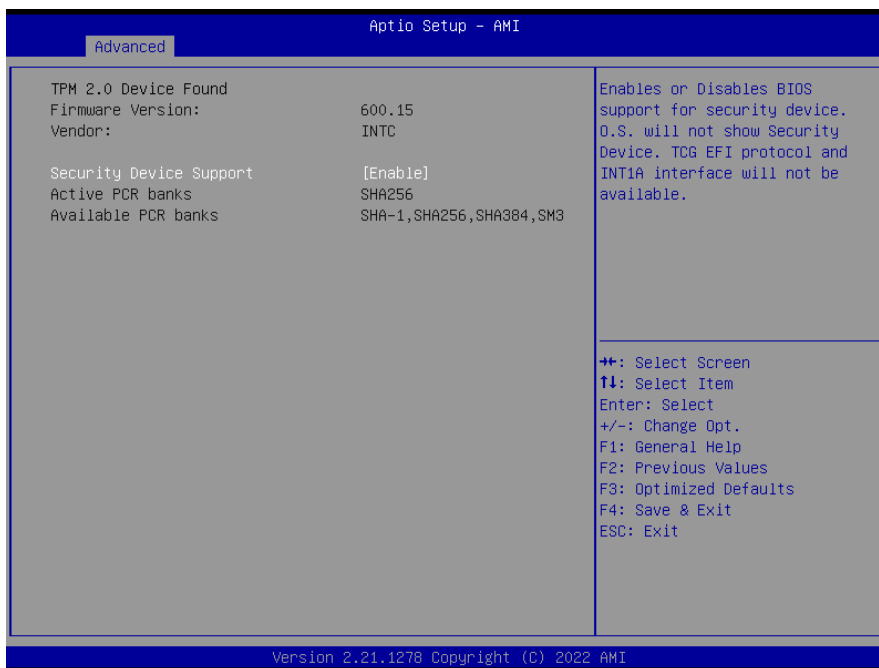 Aptio Setup – AMI
Advanced
TPM 2.0 Device Found
Firmware Version: 600.15
Vendor: INTC
Security Device Support [Enable]
Active PCR banks SHA256
Available PCR banks SHA-1,SHA256,SHA384,SM3
Enables or Disables BIOS
support for security device.
O.S. will not show Security
Device. TCG EFI protocol and
INT1A interface will not be
available.
→←: Select Screen
↑↓: Select Item
Enter: Select
+/-: Change Opt.
F1: General Help
F2: Previous Values
F3: Optimized Defaults
F4: Save & Exit
ESC: Exit
Version 2.21.1278 Copyright (C) 2022 AMI